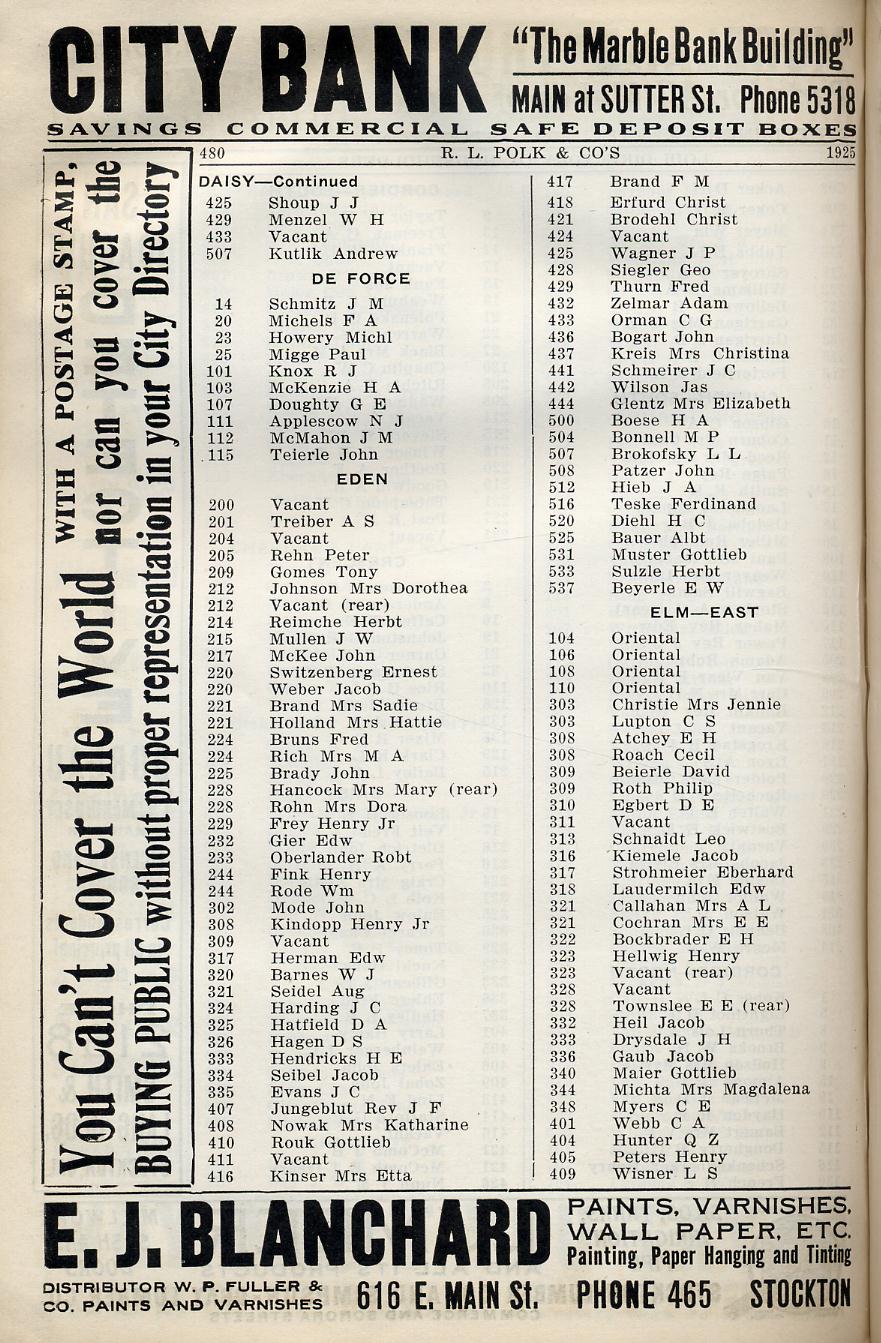 CITY BANK
"The Marble Bank Building"
MAIN at SUTTER St. Phone 5318
SAVINGS COMMERCIAL SAFE DEPOSIT BOXES
You Can't Cover the World WITH A POSTAGE STAMP, nor can you cover the
BUYING PUBLIC without proper representation in your City Directory
480 R. L. POLK & CO'S 1925
DAISY—Continued
425 Shoup J J
429 Menzel W H
433 Vacant
507 Kutlik Andrew
DE FORCE
14 Schmitz J M
20 Michels F A
23 Howery Michl
25 Migge Paul
101 Knox R J
103 McKenzie H A
107 Doughty G E
111 Applescow N J
112 McMahon J M
115 Teierle John
EDEN
200 Vacant
201 Treiber A S
204 Vacant
205 Rehn Peter
209 Gomes Tony
212 Johnson Mrs Dorothea
212 Vacant (rear)
214 Reimche Herbt
215 Mullen J W
217 McKee John
220 Switzenberg Ernest
220 Weber Jacob
221 Brand Mrs Sadie
221 Holland Mrs Hattie
224 Bruns Fred
224 Rich Mrs M A
225 Brady John
228 Hancock Mrs Mary (rear)
228 Rohn Mrs Dora
229 Frey Henry Jr
232 Gier Edw
233 Oberlander Robt
244 Fink Henry
244 Rode Wm
302 Mode John
308 Kindopp Henry Jr
309 Vacant
317 Herman Edw
320 Barnes W J
321 Seidel Aug
324 Harding J C
325 Hatfield D A
326 Hagen D S
333 Hendricks H E
334 Seibel Jacob
335 Evans J C
407 Jungeblut Rev J F
408 Nowak Mrs Katharine
410 Rouk Gottlieb
411 Vacant
416 Kinser Mrs Etta
417 Brand F M
418 Erfurd Christ
421 Brodehl Christ
424 Vacant
425 Wagner J P
428 Siegler Geo
429 Thurn Fred
432 Zelmar Adam
433 Orman C G
436 Bogart John
437 Kreis Mrs Christina
441 Schmeirer J C
442 Wilson Jas
444 Glentz Mrs Elizabeth
500 Boese H A
504 Bonnell M P
507 Brokofsky L L
508 Patzer John
512 Hieb J A
516 Teske Ferdinand
520 Diehl H C
525 Bauer Albt
531 Muster Gottlieb
533 Sulzle Herbt
537 Beyerle E W
ELM—EAST
104 Oriental
106 Oriental
108 Oriental
110 Oriental
303 Christie Mrs Jennie
303 Lupton C S
308 Atchey E H
308 Roach Cecil
309 Beierle David
309 Roth Philip
310 Egbert D E
311 Vacant
313 Schnaidt Leo
316 Kiemele Jacob
317 Strohmeier Eberhard
318 Laudermilch Edw
321 Callahan Mrs A L
321 Cochran Mrs E E
322 Bockbrader E H
323 Hellwig Henry
323 Vacant (rear)
328 Vacant
328 Townslee E E (rear)
332 Heil Jacob
333 Drysdale J H
336 Gaub Jacob
340 Maier Gottlieb
344 Michta Mrs Magdalena
348 Myers C E
401 Webb C A
404 Hunter Q Z
405 Peters Henry
409 Wisner L S
E. J. BLANCHARD
PAINTS, VARNISHES,
WALL PAPER, ETC.
Painting, Paper Hanging and Tinting
DISTRIBUTOR W. P. FULLER &
CO. PAINTS AND VARNISHES
616 E. MAIN St. PHONE 465 STOCKTON